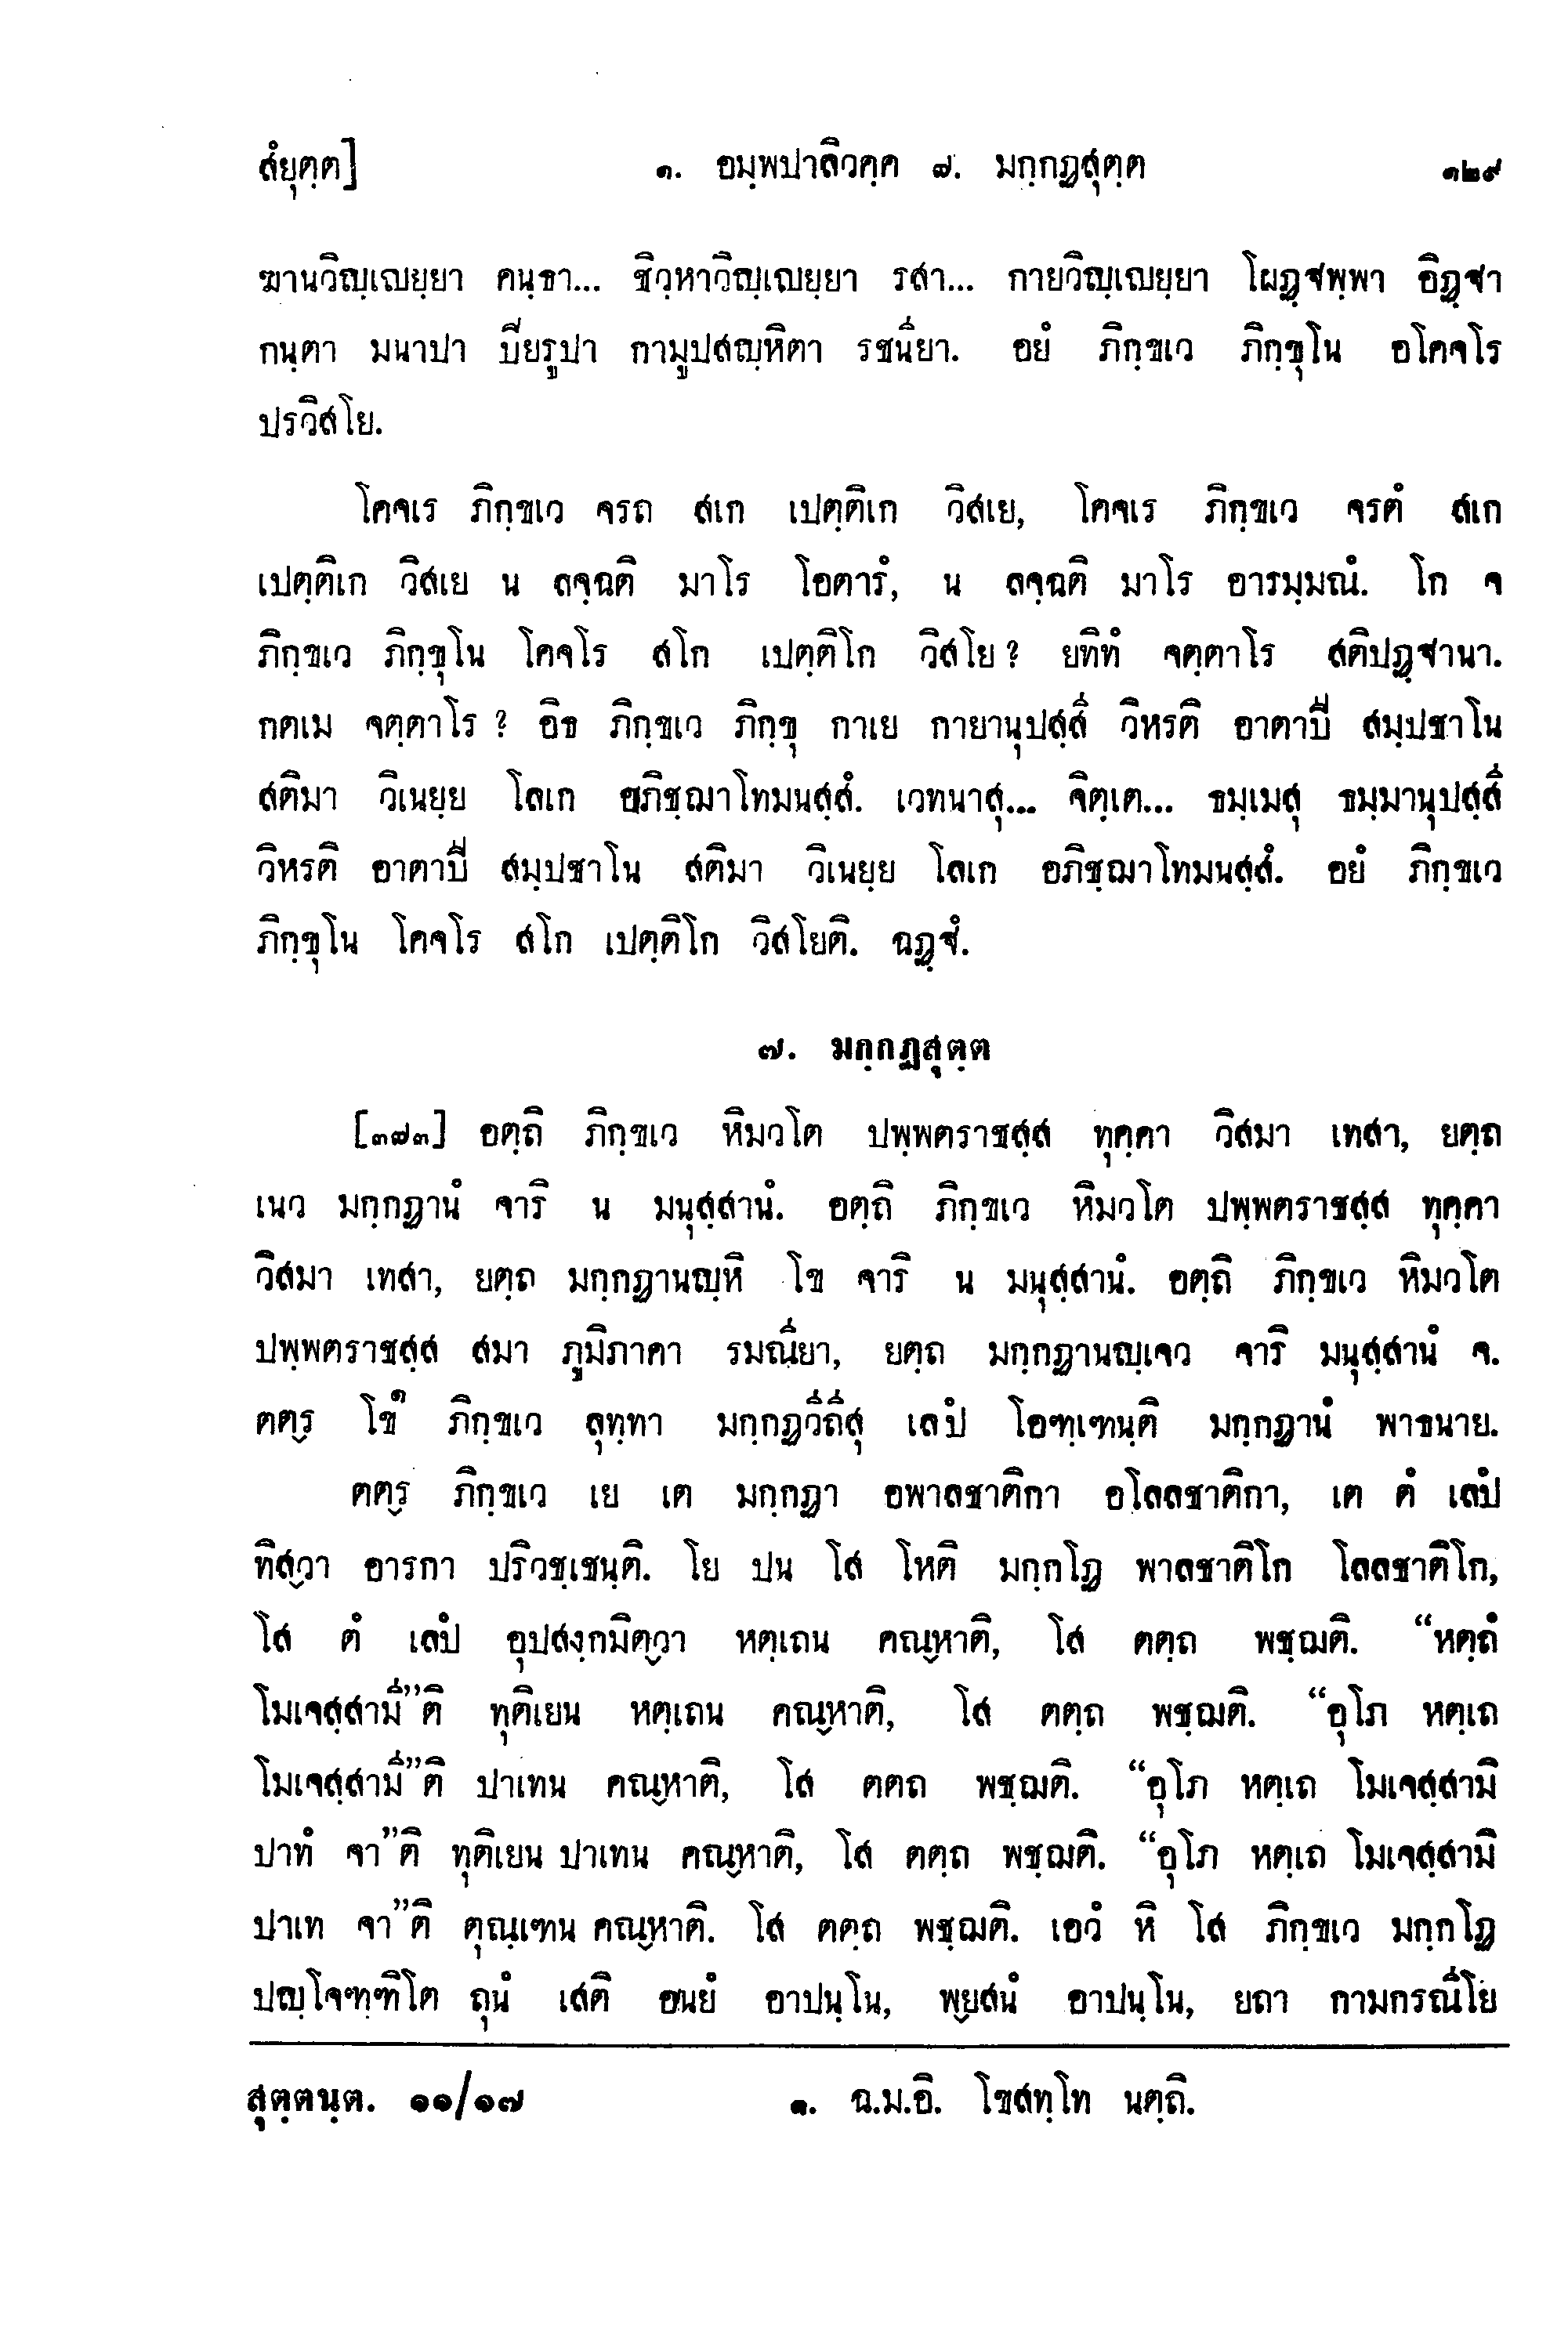 สํยุตฺต]		๑. อมฺพปาลิวคฺค ๗. มกฺกฏสุตฺต		๑๒๙
ฆานวิญฺเญยฺยา คนฺธา... ชิวฺหาวิญฺเญยฺยา รสา... กายวิญฺเญยฺยา โผฏฺฐพฺพา อิฏฺฐา
กนฺตา มนาปา ปียรูปา กามูปสญฺหิตา รชนียา. อยํ ภิกฺขเว ภิกฺขุโน อโคจโร
ปรวิสโย.
โคจเร ภิกฺขเว จรถ สเก เปตฺติเก วิสเย, โคจเร ภิกฺขเว จรตํ สเก
เปตฺติเก วิสเย น ลจฺฉติ มาโร โอตารํ, น ลจฺฉติ มาโร อารมฺมณํ. โก จ
ภิกฺขเว ภิกฺขุโน โคจโร สโก เปตฺติโก วิสโย? ยทิทํ จตฺตาโร สติปฏฺฐานา.
กตเม จตฺตาโร? อิธ ภิกฺขเว ภิกฺขุ กาเย กายานุปสฺสี วิหรติ อาตาปี สมฺปชาโน
สติมา วิเนยฺย โลเก อภิชฺฌาโทมนสฺสํ. เวทนาสุ... จิตฺเต... ธมฺเมสุ ธมฺมานุปสฺสี
วิหรติ อาตาปี สมฺปชาโน สติมา วิเนยฺย โลเก อภิชฺฌาโทมนสฺสํ. อยํ ภิกฺขเว
ภิกฺขุโน โคจโร สโก เปตฺติโก วิสโยติ. ฉฏฺฐํ.
๗. มกฺกฏสุตฺต
[๓๗๓] อตฺถิ ภิกฺขเว หิมวโต ปพฺพตราชสฺส ทุคฺคา วิสมา เทสา, ยตฺถ
เนว มกฺกฏานํ จารี น มนุสฺสานํ. อตฺถิ ภิกฺขเว หิมวโต ปพฺพตราชสฺส ทุคฺคา
วิสมา เทสา, ยตฺถ มกฺกฏานญฺหิ โข จารี น มนุสฺสานํ. อตฺถิ ภิกฺขเว หิมวโต
ปพฺพตราชสฺส สมา ภูมิภาคา รมณียา, ยตฺถ มกฺกฏานญฺเจว จารี มนุสฺสานํ จ.
ตตฺร โข๑ ภิกฺขเว ลุทฺทา มกฺกฏวีถีสุ เลปํ โอฑฺเฑนฺติ มกฺกฏานํ พาธนาย.
ตตฺร ภิกฺขเว เย เต มกฺกฏา อพาลชาติกา อโลลชาติกา, เต ตํ เลปํ
ทิสฺวา อารกา ปริวชฺเชนฺติ. โย ปน โส โหติ มกฺกโฏ พาลชาติโก โลลชาติโก,
โส ตํ เลปํ อุปสงฺกมิตฺวา หตฺเถน คณฺหาติ, โส ตตฺถ พชฺฌติ. “หตฺถํ
โมเจสฺสามี”ติ ทุติเยน หตฺเถน คณฺหาติ, โส ตตฺถ พชฺฌติ. “อุโภ หตฺเถ
โมเจสฺสามี”ติ ปาเทน คณฺหาติ, โส ตตถ พชฺฌติ. “อุโภ หตฺเถ โมเจสฺสามิ
ปาทํ จา”ติ ทุติเยน ปาเทน คณฺหาติ, โส ตตฺถ พชฺฌติ. “อุโภ หตฺเถ โมเจสฺสามิ
ปาเท จา”ติ ตุณฺเฑน คณฺหาติ. โส ตตฺถ พชฺฌติ. เอวํ หิ โส ภิกฺขเว มกฺกโฏ
ปญฺโจฑฺฑิโต ถุนํ เสติ อนยํ อาปนฺโน, พฺยสนํ อาปนฺโน, ยถา กามกรณีโย
สุตฺตนฺต. ๑๑/๑๗		๑. ฉ.ม.อิ. โขสทฺโท นตฺถิ.